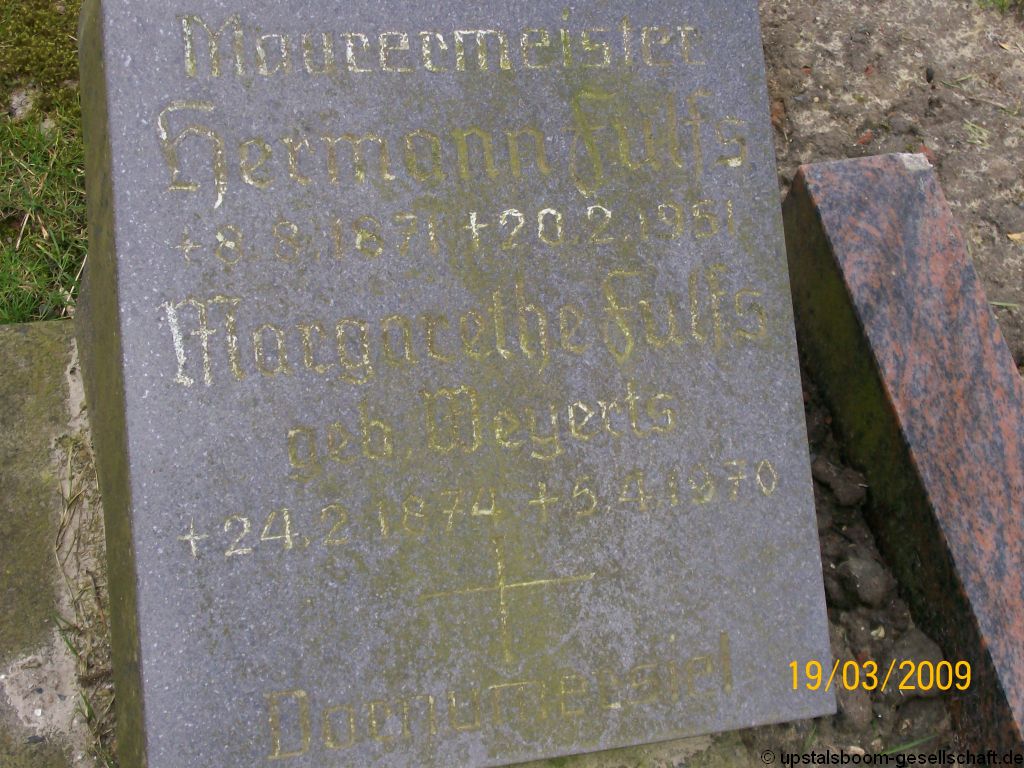 Maurermeister
Hermann Fulfs
+8.8.1871 +20.2.1951
Margarethe Fulfs
geb. Weyerts
+24.2.1874 +5.4.1970
Dornumersiel
19/03/2009
© upstalsboom-gesellschaft.de